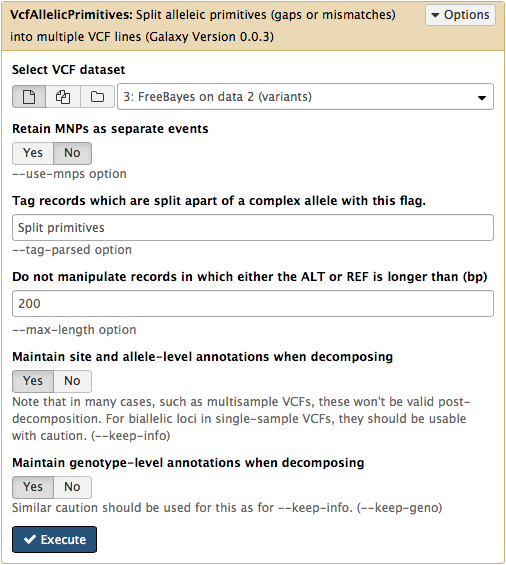 VcfAllelicPrimitives: Split alleleic primitives (gaps or mismatches)
into multiple VCF lines (Galaxy Version 0.0.3)
Options
Select VCF dataset
3: FreeBayes on data 2 (variants)
Retain MNPs as separate events
Yes No
--use-mnps option
Tag records which are split apart of a complex allele with this flag.
Split primitives
--tag-parsed option
Do not manipulate records in which either the ALT or REF is longer than (bp)
200
--max-length option
Maintain site and allele-level annotations when decomposing
Yes No
Note that in many cases, such as multisample VCFs, these won't be valid post-
decomposition. For biallelic loci in single-sample VCFs, they should be usable
with caution. (--keep-info)
Maintain genotype-level annotations when decomposing
Yes No
Similar caution should be used for this as for --keep-info. (--keep-geno)
Execute